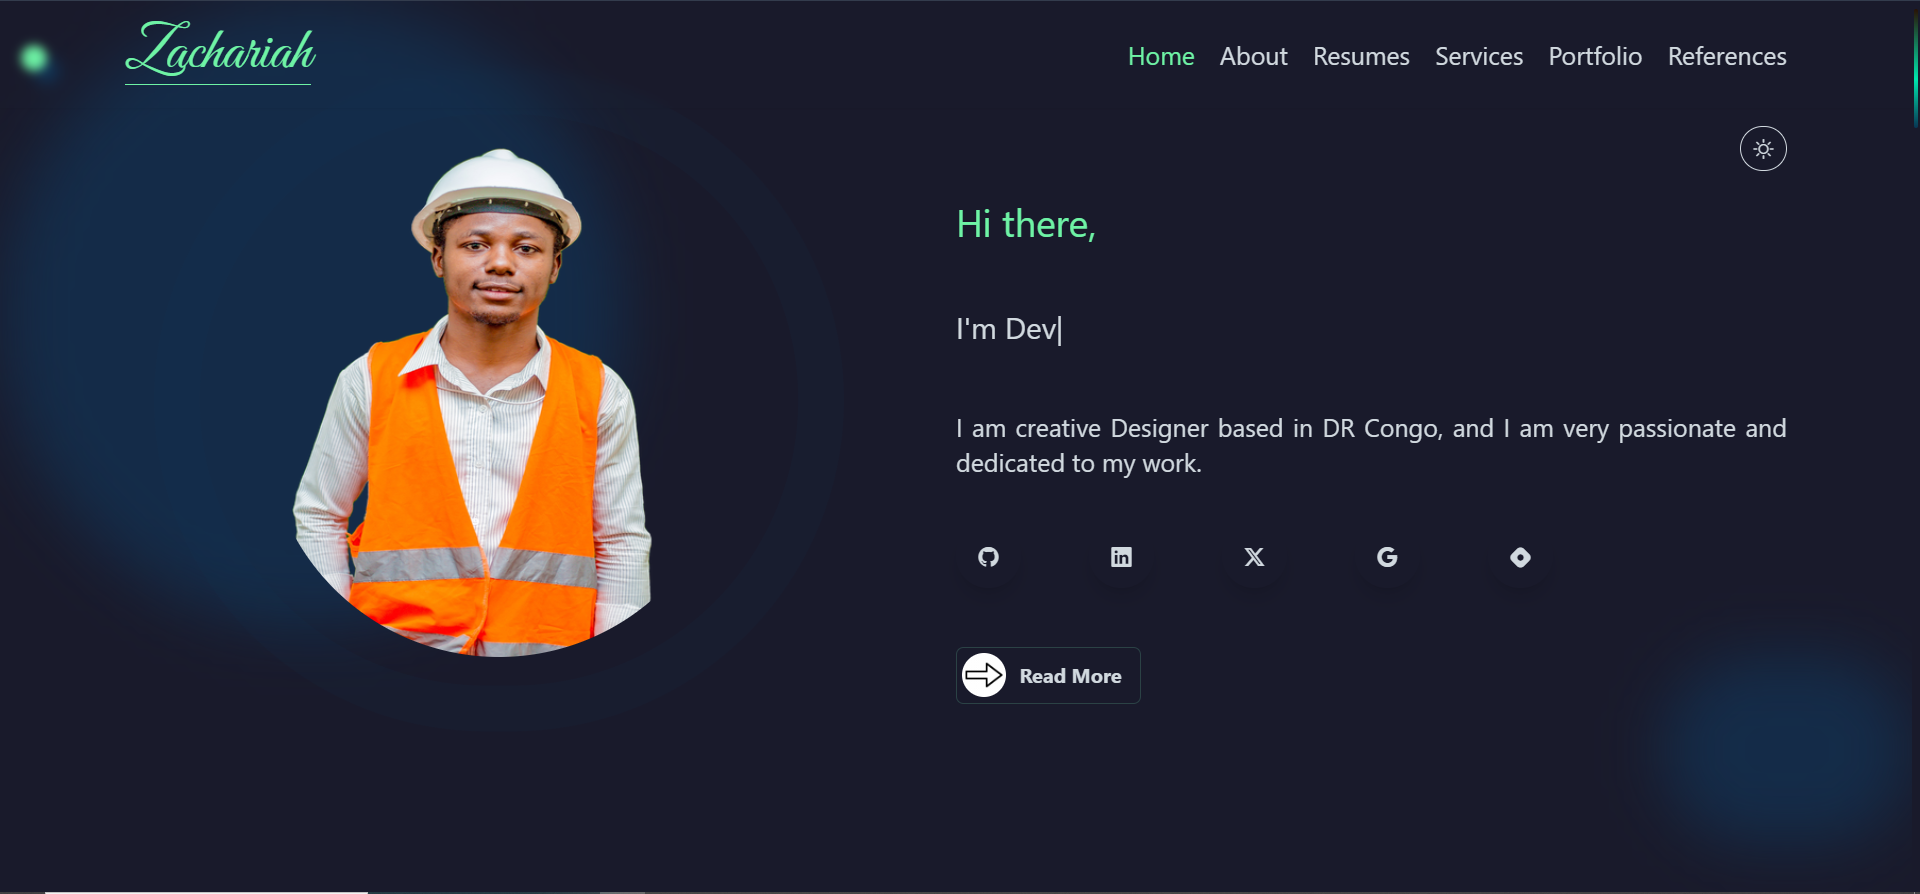 Zachariah
Home About Resumes Services Portfolio References
Hi there,
I'm Dev|
I am creative Designer based in DR Congo, and I am very passionate and
dedicated to my work.
Read More